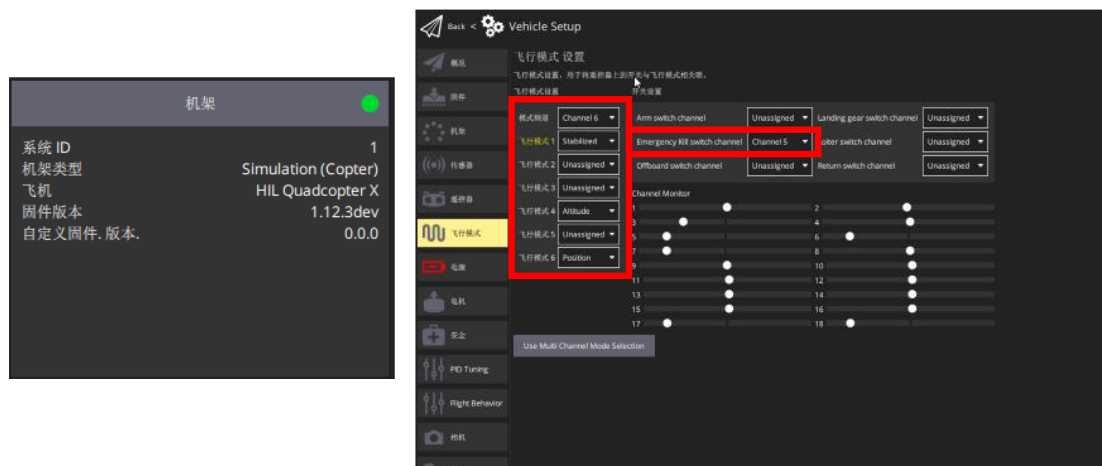 机架
系统 ID 1
机架类型 Simulation (Copter)
飞机 HIL Quadcopter X
固件版本 1.12.3dev
自定义固件. 版本. 0.0.0
Back < Vehicle Setup
飞行模式 设置
飞行模式设置，用于将遥控器上的开关与飞行模式相关联。
飞行模式设置 开关设置
概况
固件
机架
传感器
遥控器
飞行模式
电源
电机
安全
PID Tuning
Flight Behavior
相机
模式频道 Channel 6
飞行模式 1 Stabilized
飞行模式 2 Unassigned
飞行模式 3 Unassigned
飞行模式 4 Altitude
飞行模式 5 Unassigned
飞行模式 6 Position
Arm switch channel Unassigned Landing gear switch channel Unassigned
Emergency Kill switch channel Channel 5 oiter switch channel Unassigned
Offboard switch channel Unassigned Return switch channel Unassigned
Channel Monitor
1 2
3 4
5 6
7 8
9 10
11 12
13 14
15 16
17 18
Use Multi Channel Mode Selection